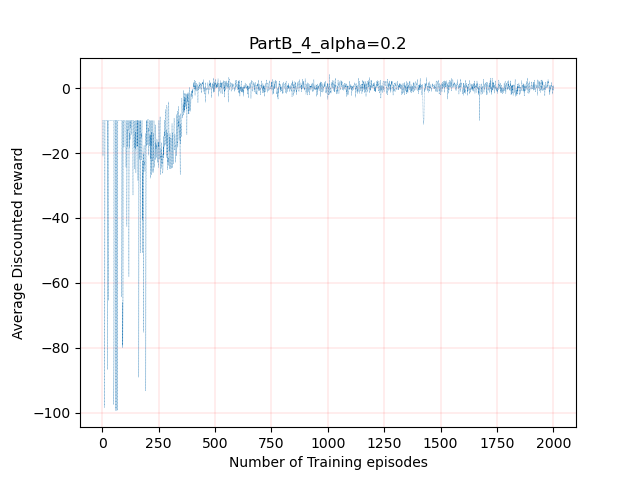 PartB_4_alpha=0.2
Average Discounted reward
0
−20
−40
−60
−80
−100
0 250 500 750 1000 1250 1500 1750 2000
Number of Training episodes